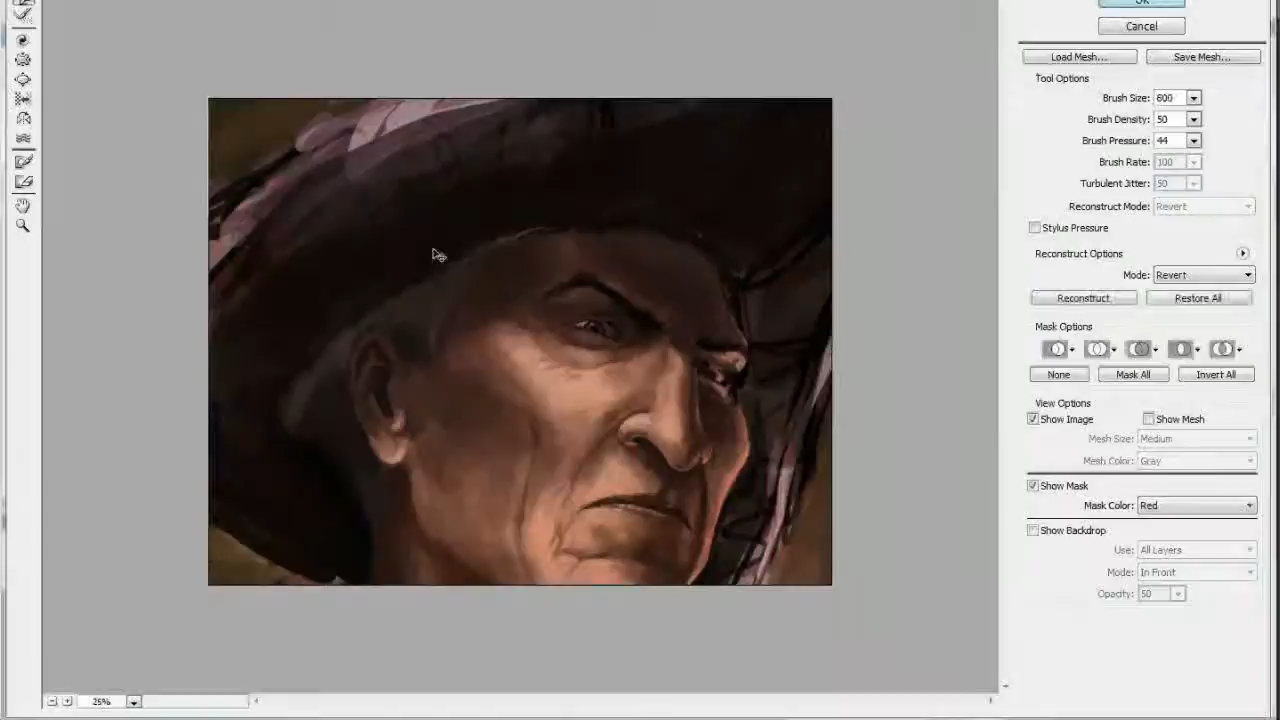 OK
Cancel
Load Mesh... Save Mesh...
Tool Options
Brush Size: 600
Brush Density: 50
Brush Pressure: 44
Brush Rate: 100
Turbulent Jitter: 50
Reconstruct Mode: Revert
Stylus Pressure
Reconstruct Options
Mode: Revert
Reconstruct Restore All
Mask Options
None Mask All Invert All
View Options
Show Image Show Mesh
Mesh Size: Medium
Mesh Color: Gray
Show Mask
Mask Color: Red
Show Backdrop
Use: All Layers
Mode: In Front
Opacity: 50
25%